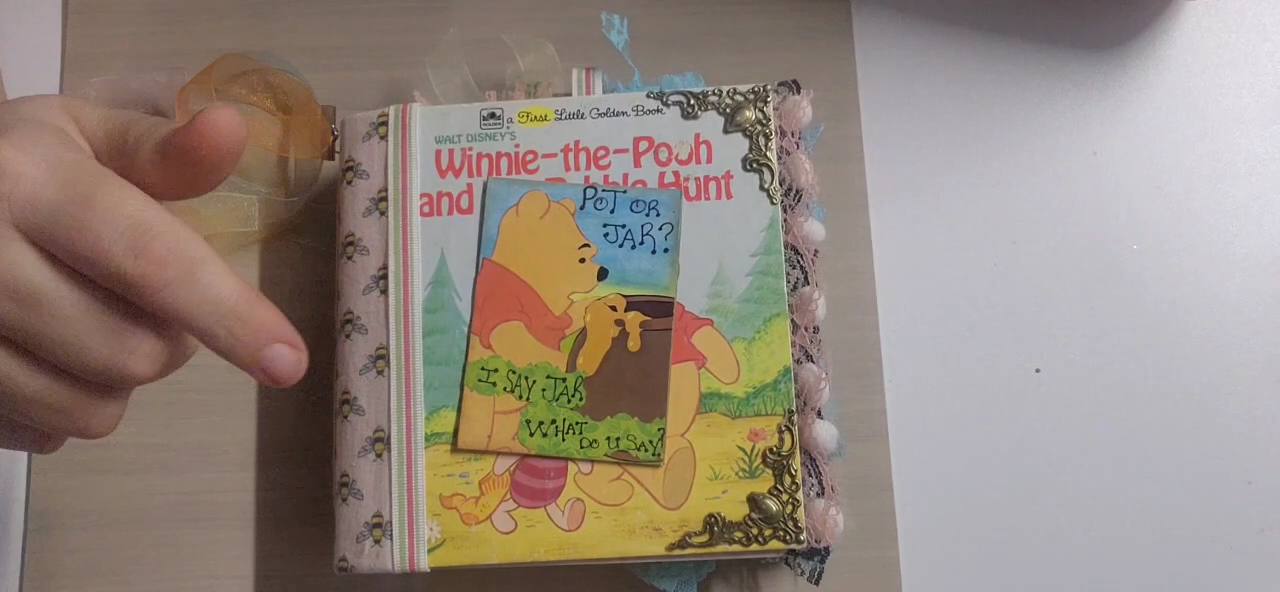 GOLDEN
a First Little Golden Book
WALT DISNEY'S
Winnie-the-Pooh
and Hunt
POT OR
JAR?
I SAY JAR
WHAT
DO U SAY?